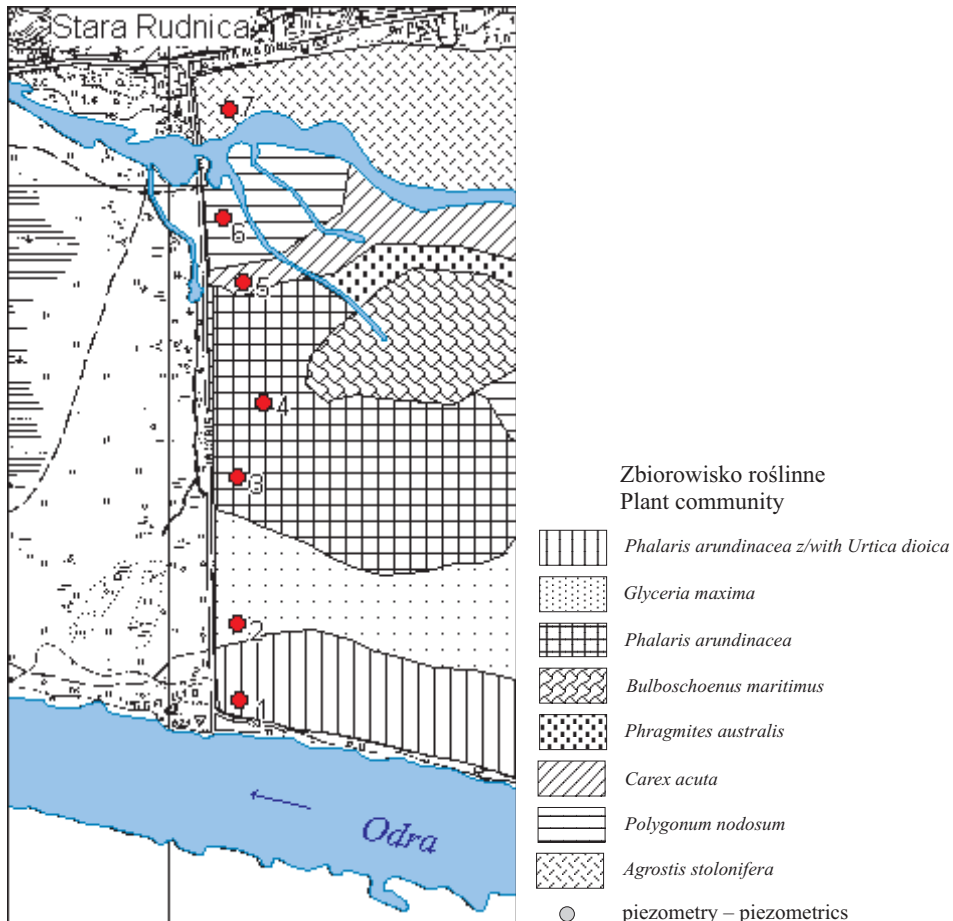 Stara Rudnica
7
6
5
4
3
2
1
Odra
Zbiorowisko roślinne
Plant community
Phalaris arundinacea z/with Urtica dioica
Glyceria maxima
Phalaris arundinacea
Bulboschoenus maritimus
Phragmites australis
Carex acuta
Polygonum nodosum
Agrostis stolonifera
piezometry – piezometrics